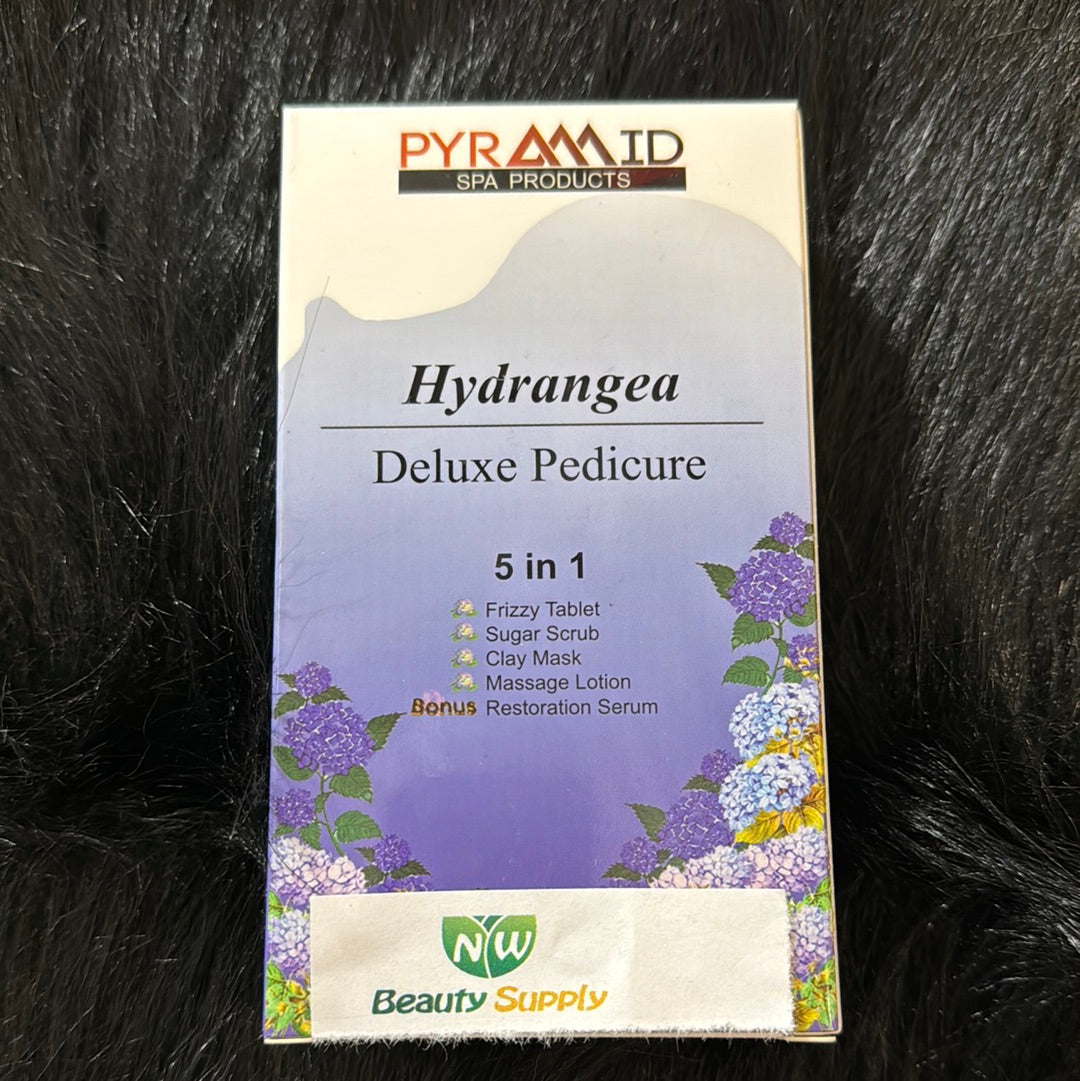 PYRAMID
SPA PRODUCTS
Hydrangea
Deluxe Pedicure
5 in 1
Frizzy Tablet
Sugar Scrub
Clay Mask
Massage Lotion
Bonus Restoration Serum
NW
Beauty Supply